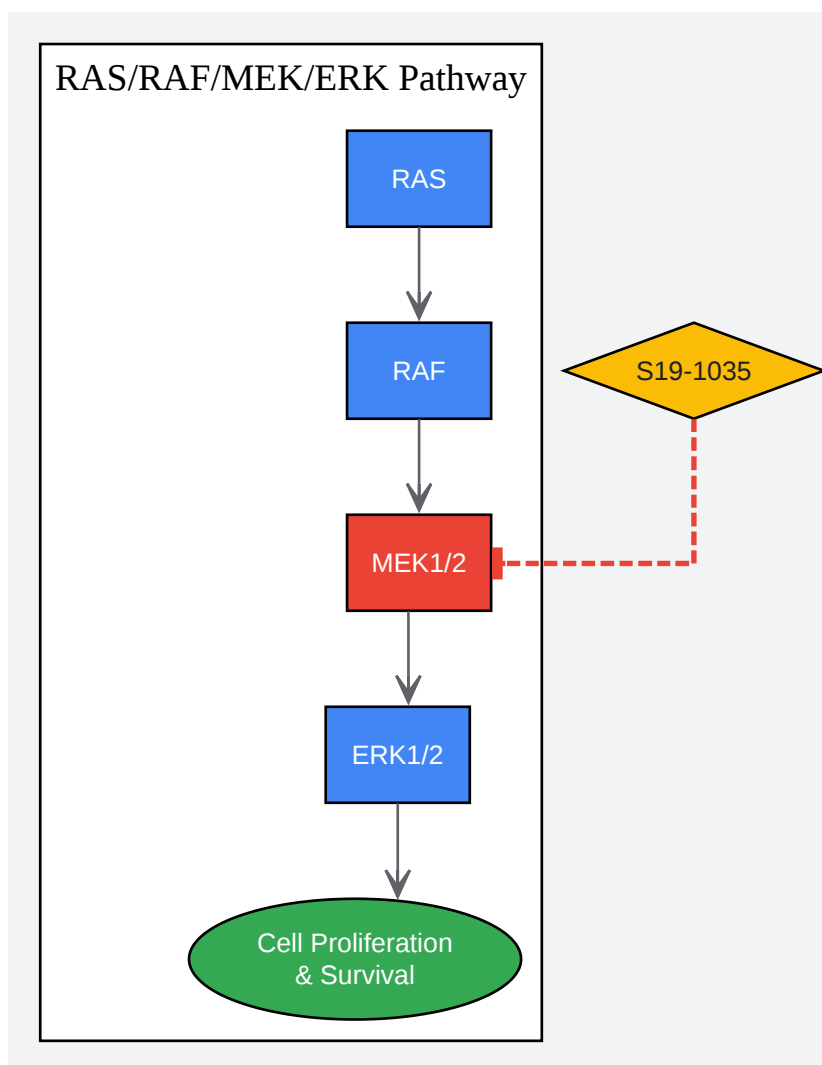 RAS/RAF/MEK/ERK Pathway
RAS
RAF
S19-1035
MEK1/2
ERK1/2
Cell Proliferation
& Survival